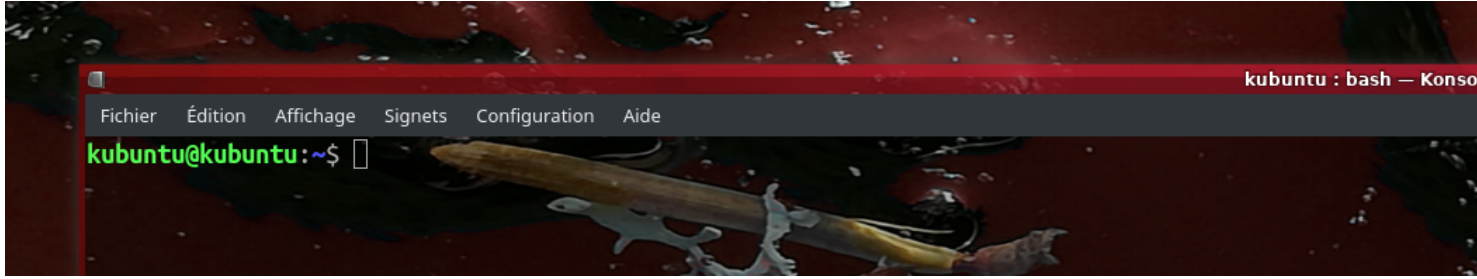 kubuntu : bash — Konso
Fichier Édition Affichage Signets Configuration Aide
kubuntu@kubuntu:~$